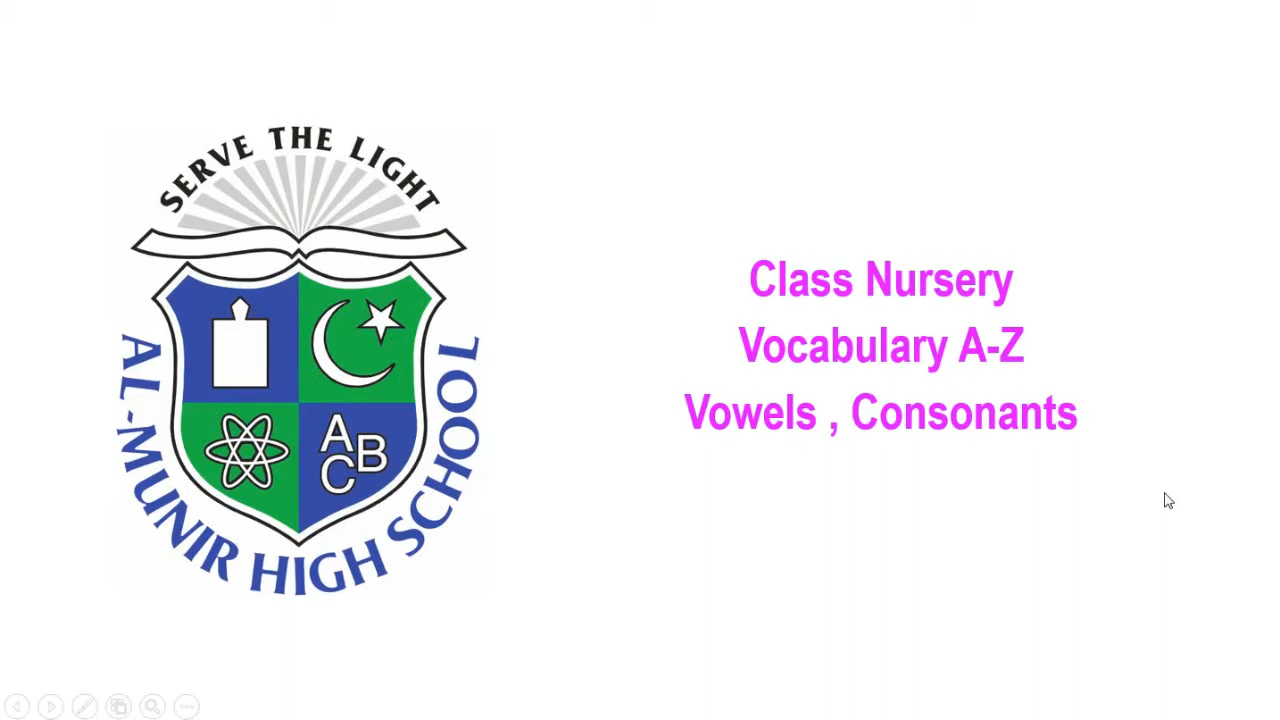 SERVE THE LIGHT
A
B
C
AL-MUNIR HIGH SCHOOL
Class Nursery
Vocabulary A-Z
Vowels , Consonants